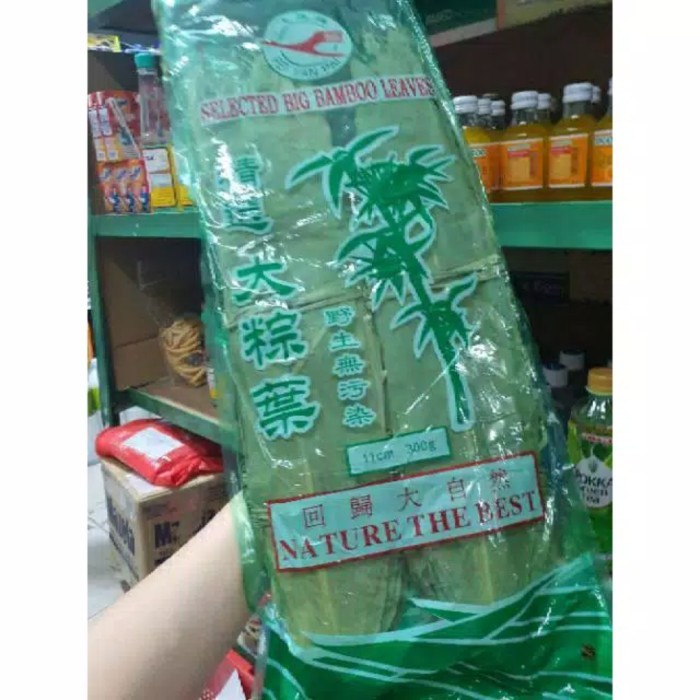 SELECTED BIG BAMBOO LEAVES
精選
大粽葉
野生無污染
11cm 300g
回歸大自然
NATURE THE BEST